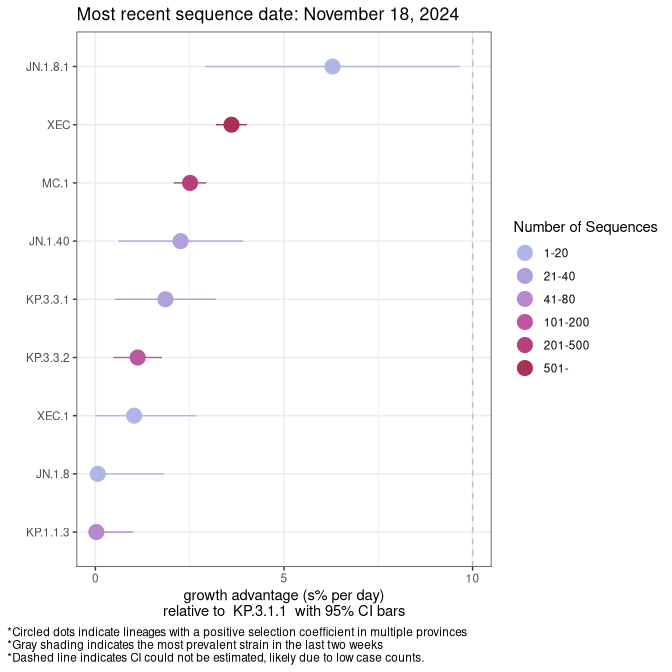 Most recent sequence date: November 18, 2024
JN.1.8.1
XEC
MC.1
JN.1.40
KP.3.3.1
KP.3.3.2
XEC.1
JN.1.8
KP.1.1.3
0
5
10
growth advantage (s% per day)
relative to KP.3.1.1 with 95% CI bars
Number of Sequences
1-20
21-40
41-80
101-200
201-500
501-
*Circled dots indicate lineages with a positive selection coefficient in multiple provinces
*Gray shading indicates the most prevalent strain in the last two weeks
*Dashed line indicates CI could not be estimated, likely due to low case counts.